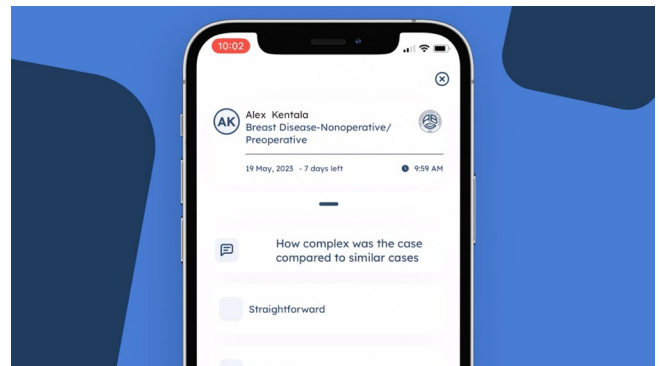 10:02
AK
Alex Kentala
Breast Disease-Nonoperative/
Preoperative
19 May, 2023 - 7 days left
9:59 AM
How complex was the case
compared to similar cases
Straightforward